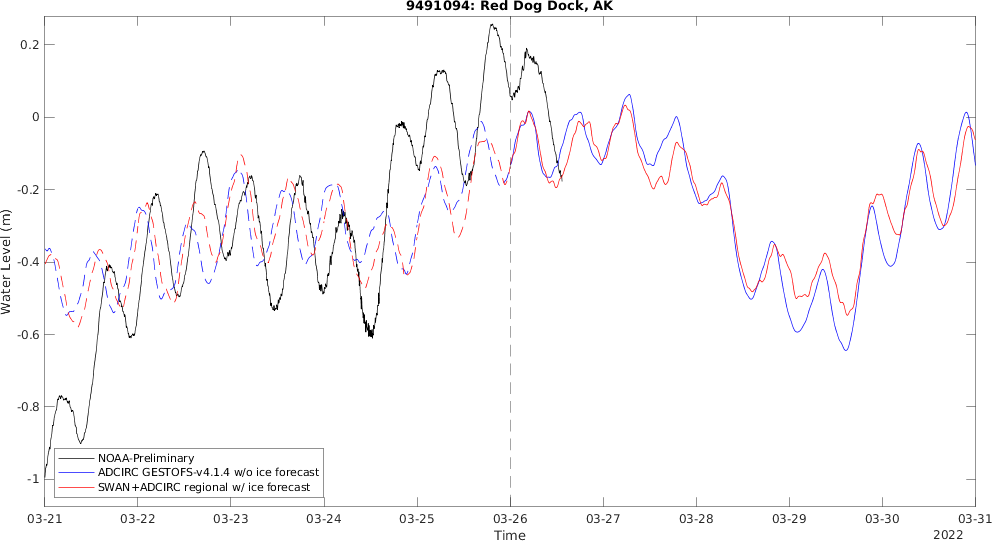 9491094: Red Dog Dock, AK
Water Level (m)
0.2
0
-0.2
-0.4
-0.6
-0.8
-1
NOAA-Preliminary
ADCIRC GESTOFS-v4.1.4 w/o ice forecast
SWAN+ADCIRC regional w/ ice forecast
03-21 03-22 03-23 03-24 03-25 03-26 03-27 03-28 03-29 03-30 03-31
Time
2022